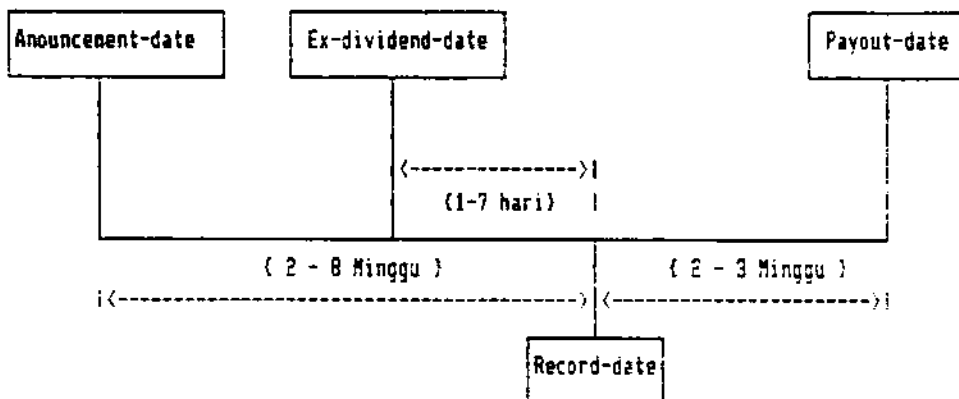 Anouncement-date Ex-dividend-date Payout-date
(1-7 hari)
( 2 - 8 Minggu ) ( 2 - 3 Minggu )
Record-date